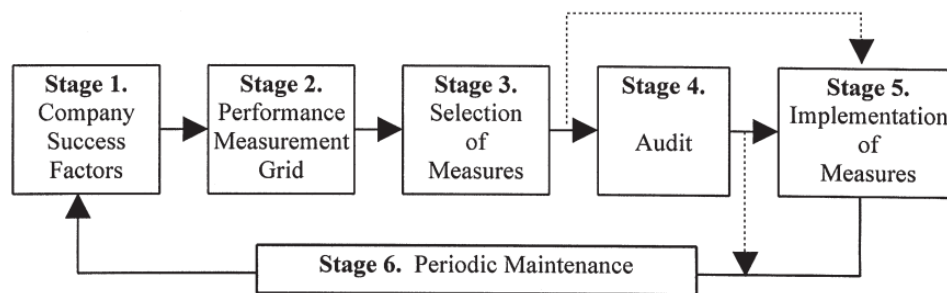 Stage 1.
Company
Success
Factors
Stage 2.
Performance
Measurement
Grid
Stage 3.
Selection
of
Measures
Stage 4.
Audit
Stage 5.
Implementation
of
Measures
Stage 6. Periodic Maintenance